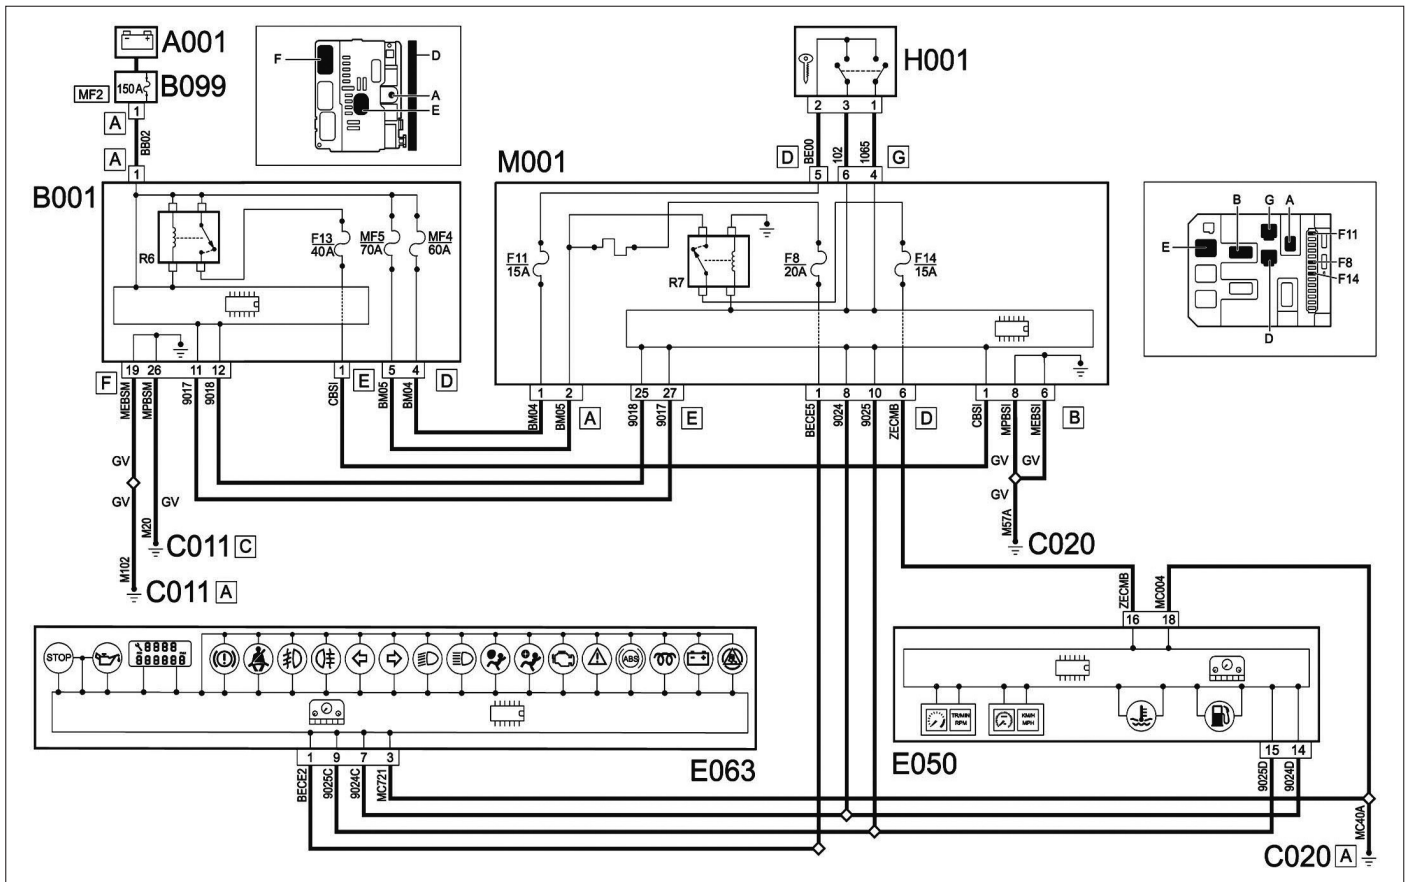 A001
B099
150A
MF2
1
A
BB02
A
1
B001
F
D
A
E
H001
2 3 1
BE00 102 1065
D G
5 6 4
M001
B G A
E
F11
F8
F14
D
R6
F13
40A
MF5
70A
MF4
60A
F11
15A
R7
F8
20A
F14
15A
F 19 26 11 12 1 E 5 4 D
MEBSM MPBSM 9017 9018 CBSI BM05 BM04
1 2 A 25 27 E 1 8 10 6 D 1 8 6 B
BM04 BM05 9018 9017 BECE5 9024 9025 ZECMB CBSI MPBSI MEBSI
GV GV GV
GV GV GV
M20
M57A
C011 C
C020
M102
C011 A
ZECMB MC004
16 18
STOP
8888
888888
ABS
TR/MIN
RPM
KM/H
MPH
1 9 7 3
E063
BECE2 9025C 9024C MC721
E050
15 14
9025D 9024D
MC40A
C020 A